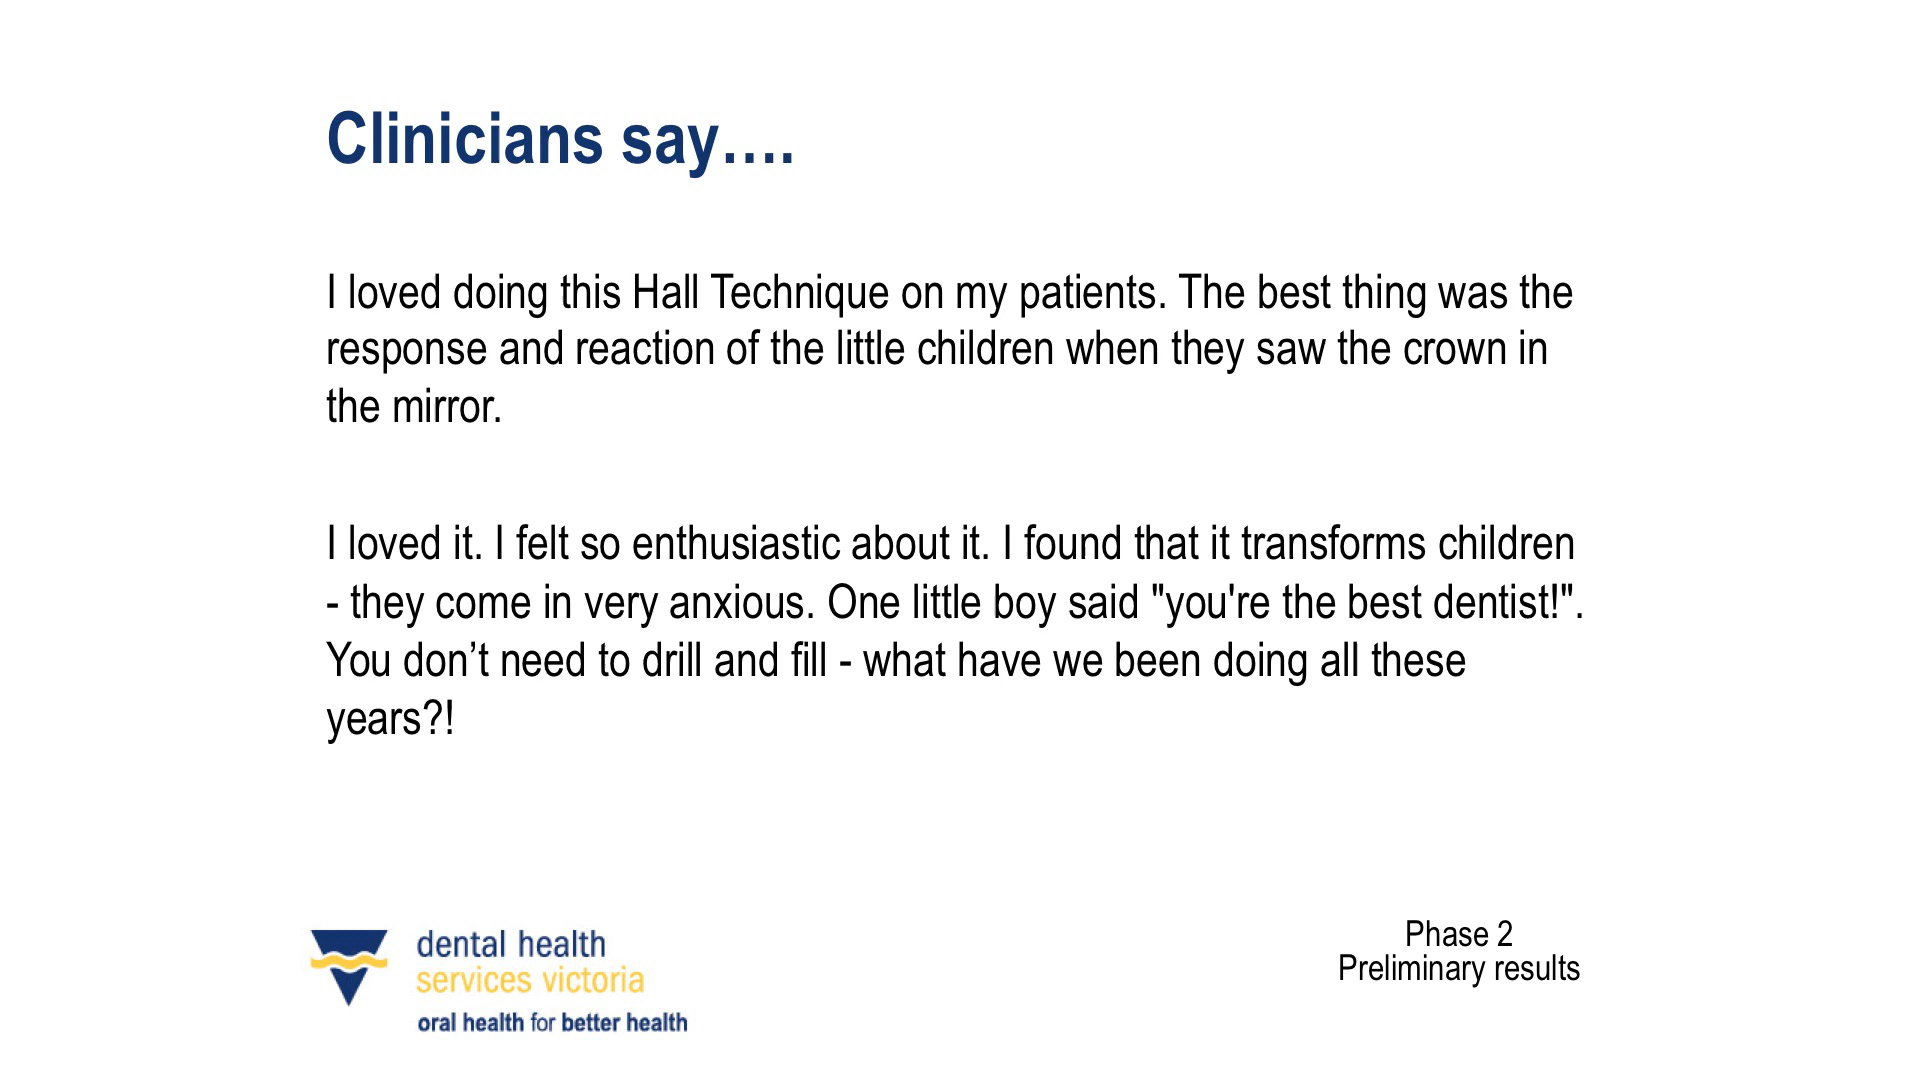 Clinicians say….
I loved doing this Hall Technique on my patients. The best thing was the
response and reaction of the little children when they saw the crown in
the mirror.
I loved it. I felt so enthusiastic about it. I found that it transforms children
- they come in very anxious. One little boy said "you're the best dentist!".
You don’t need to drill and fill - what have we been doing all these
years?!
dental health
services victoria
oral health for better health
Phase 2
Preliminary results